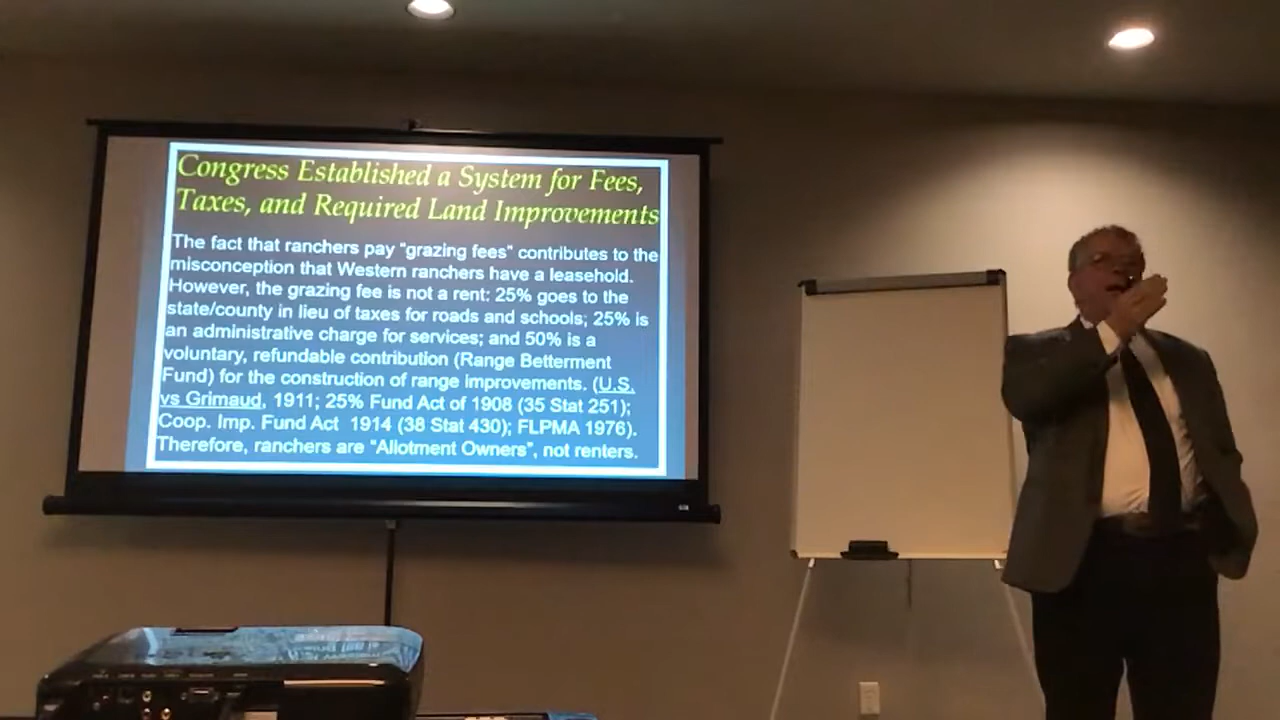 Congress Established a System for Fees,
Taxes, and Required Land Improvements
The fact that ranchers pay "grazing fees" contributes to the
misconception that Western ranchers have a leasehold.
However, the grazing fee is not a rent: 25% goes to the
state/county in lieu of taxes for roads and schools; 25% is
an administrative charge for services; and 50% is a
voluntary, refundable contribution (Range Betterment
Fund) for the construction of range improvements. (U.S.
vs Grimaud, 1911; 25% Fund Act of 1908 (35 Stat 251);
Coop. Imp. Fund Act 1914 (38 Stat 430); FLPMA 1976).
Therefore, ranchers are "Allotment Owners", not renters.